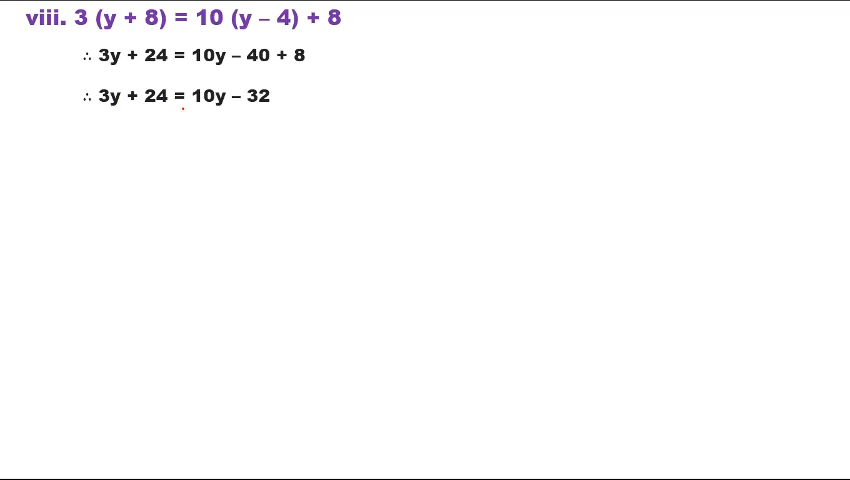 viii. 3 (y + 8) = 10 (y – 4) + 8
∴ 3y + 24 = 10y – 40 + 8
∴ 3y + 24 = 10y – 32